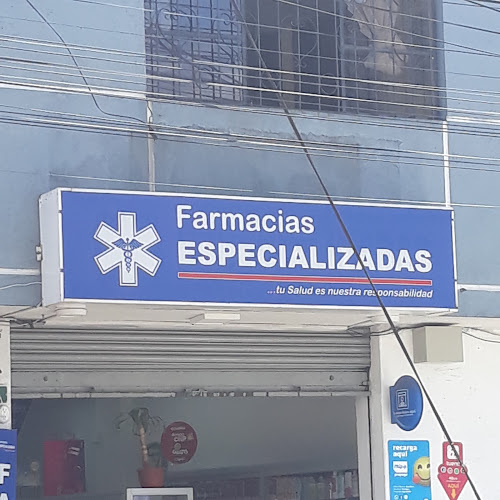 Farmacias
ESPECIALIZADAS
...tu Salud es nuestra responsabilidad
recarga
aquí